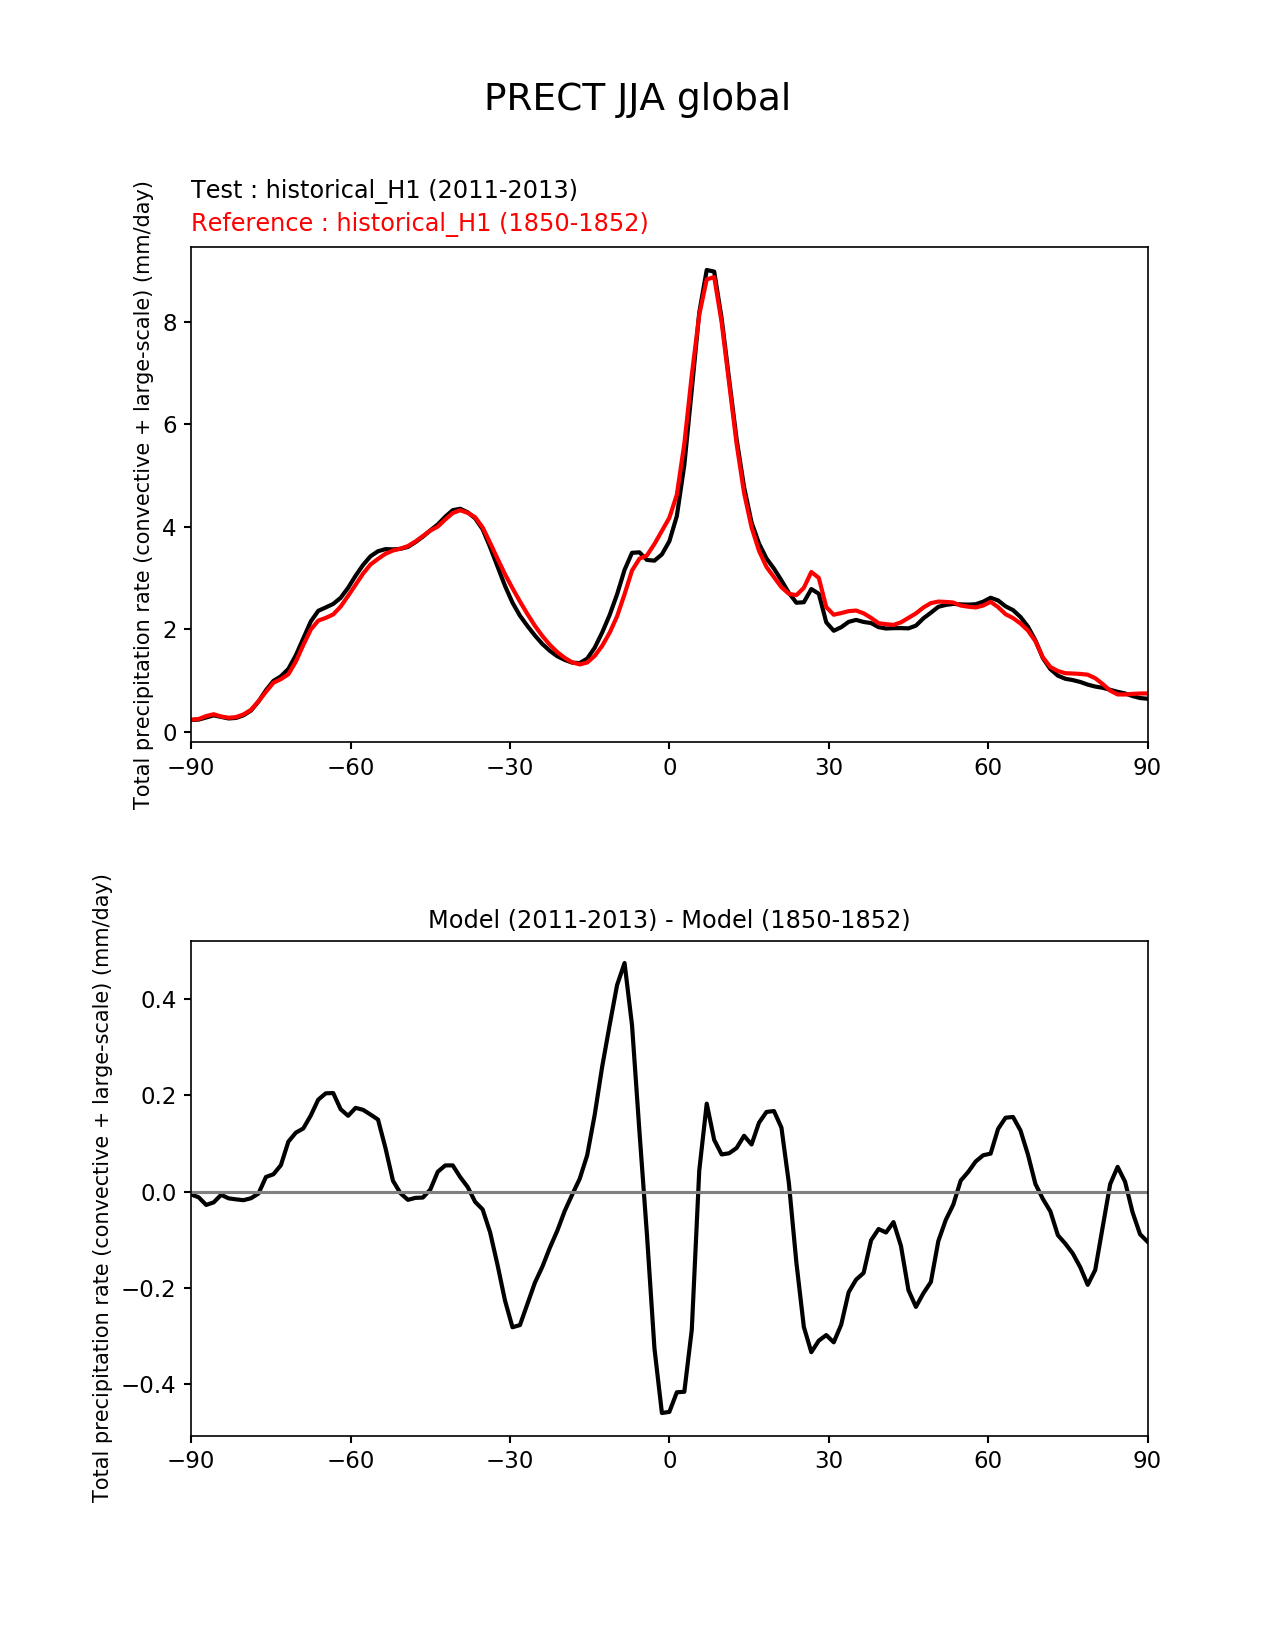 PRECT JJA global
Test : historical_H1 (2011-2013)
Reference : historical_H1 (1850-1852)
Total precipitation rate (convective + large-scale) (mm/day)
8
6
4
2
0
−90 −60 −30 0 30 60 90
Model (2011-2013) - Model (1850-1852)
Total precipitation rate (convective + large-scale) (mm/day)
0.4
0.2
0.0
−0.2
−0.4
−90 −60 −30 0 30 60 90